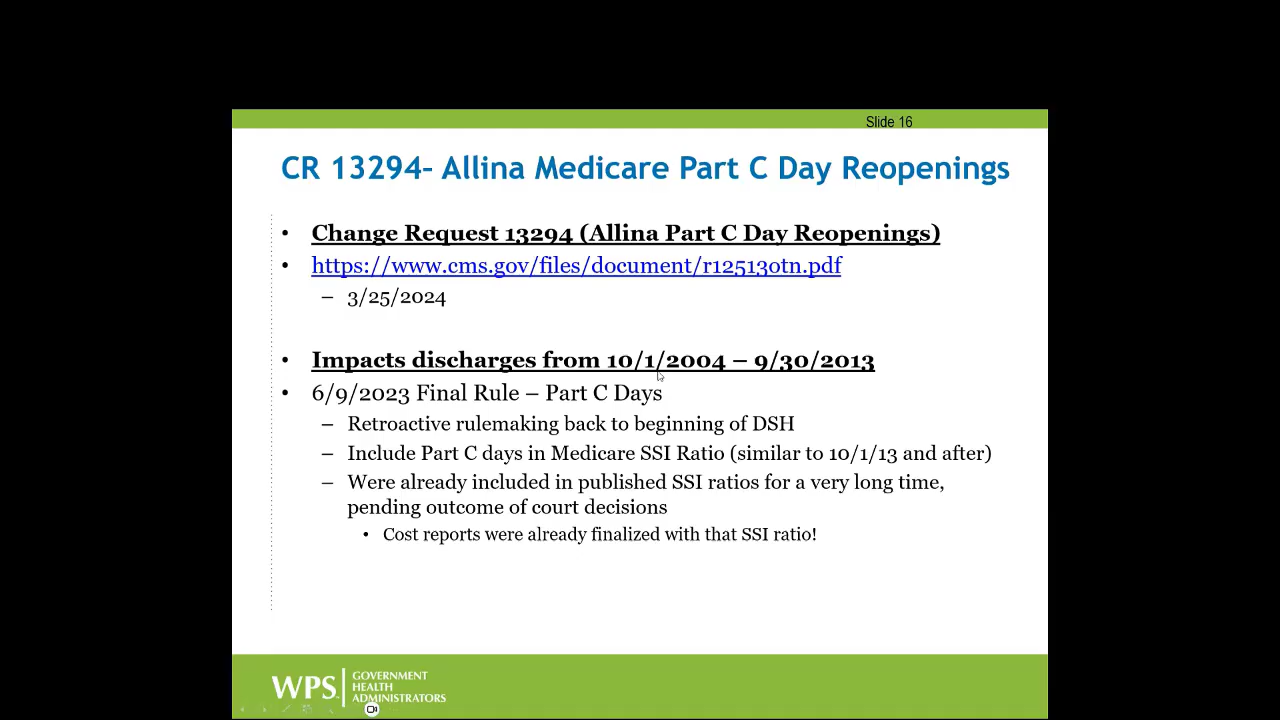 Slide 16
CR 13294– Allina Medicare Part C Day Reopenings
• Change Request 13294 (Allina Part C Day Reopenings)
• https://www.cms.gov/files/document/r12513otn.pdf
– 3/25/2024
• Impacts discharges from 10/1/2004 – 9/30/2013
• 6/9/2023 Final Rule – Part C Days
– Retroactive rulemaking back to beginning of DSH
– Include Part C days in Medicare SSI Ratio (similar to 10/1/13 and after)
– Were already included in published SSI ratios for a very long time,
pending outcome of court decisions
• Cost reports were already finalized with that SSI ratio!
WPS
GOVERNMENT
HEALTH
ADMINISTRATORS